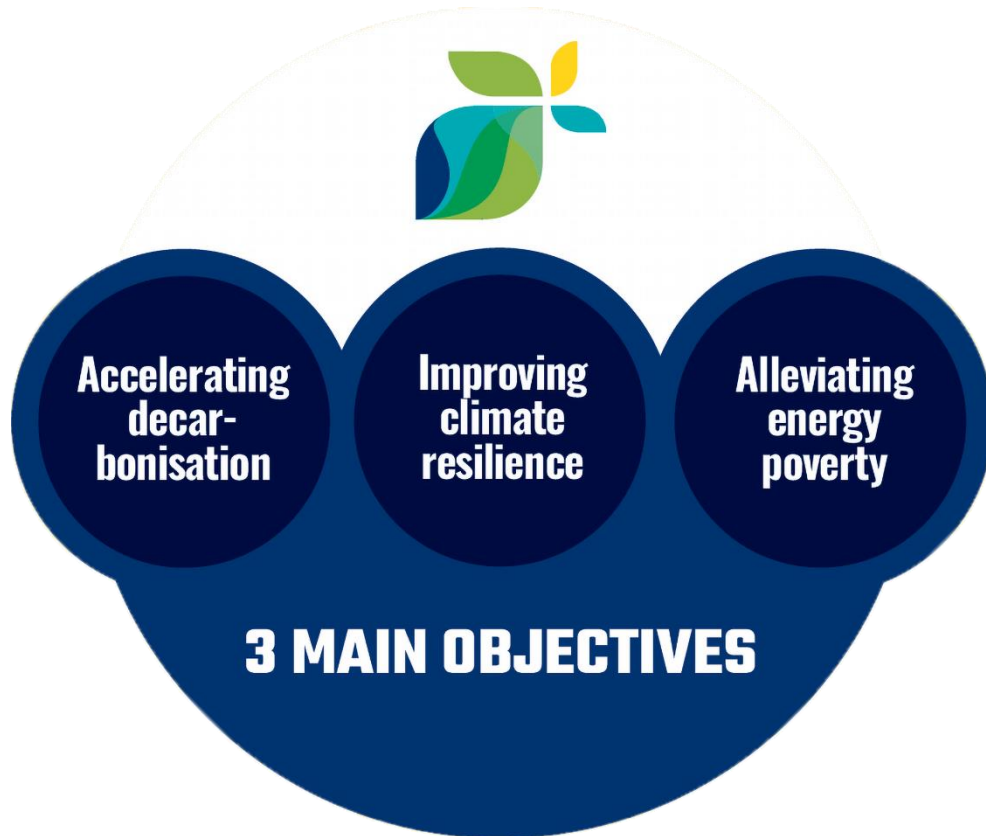 Accelerating
decar-
bonisation
Improving
climate
resilience
Alleviating
energy
poverty
3 MAIN OBJECTIVES